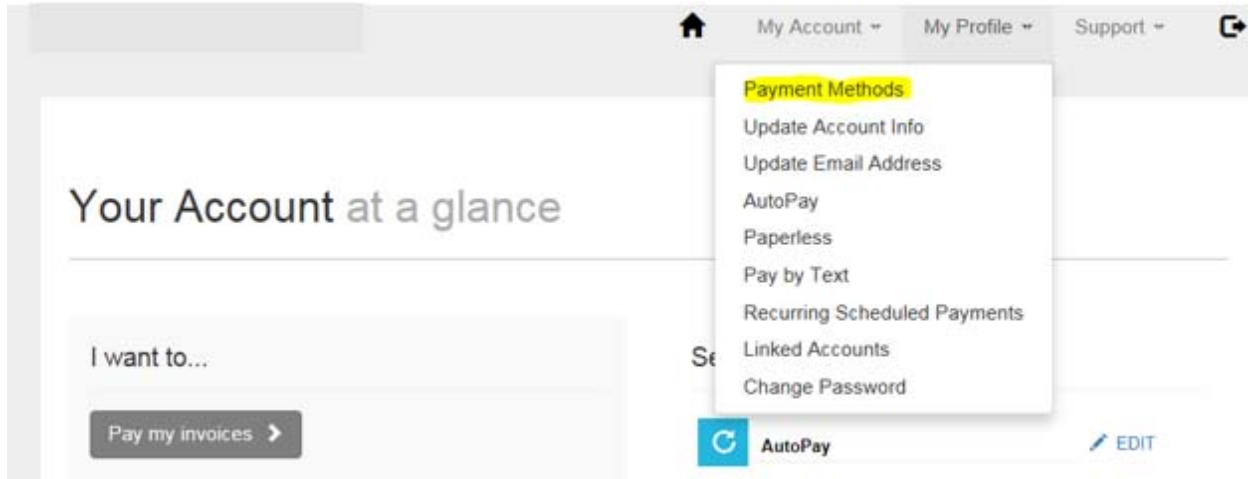 My Account My Profile Support
Payment Methods
Update Account Info
Update Email Address
AutoPay
Paperless
Pay by Text
Recurring Scheduled Payments
Linked Accounts
Change Password
Your Account at a glance
I want to...
Pay my invoices
Se
AutoPay EDIT